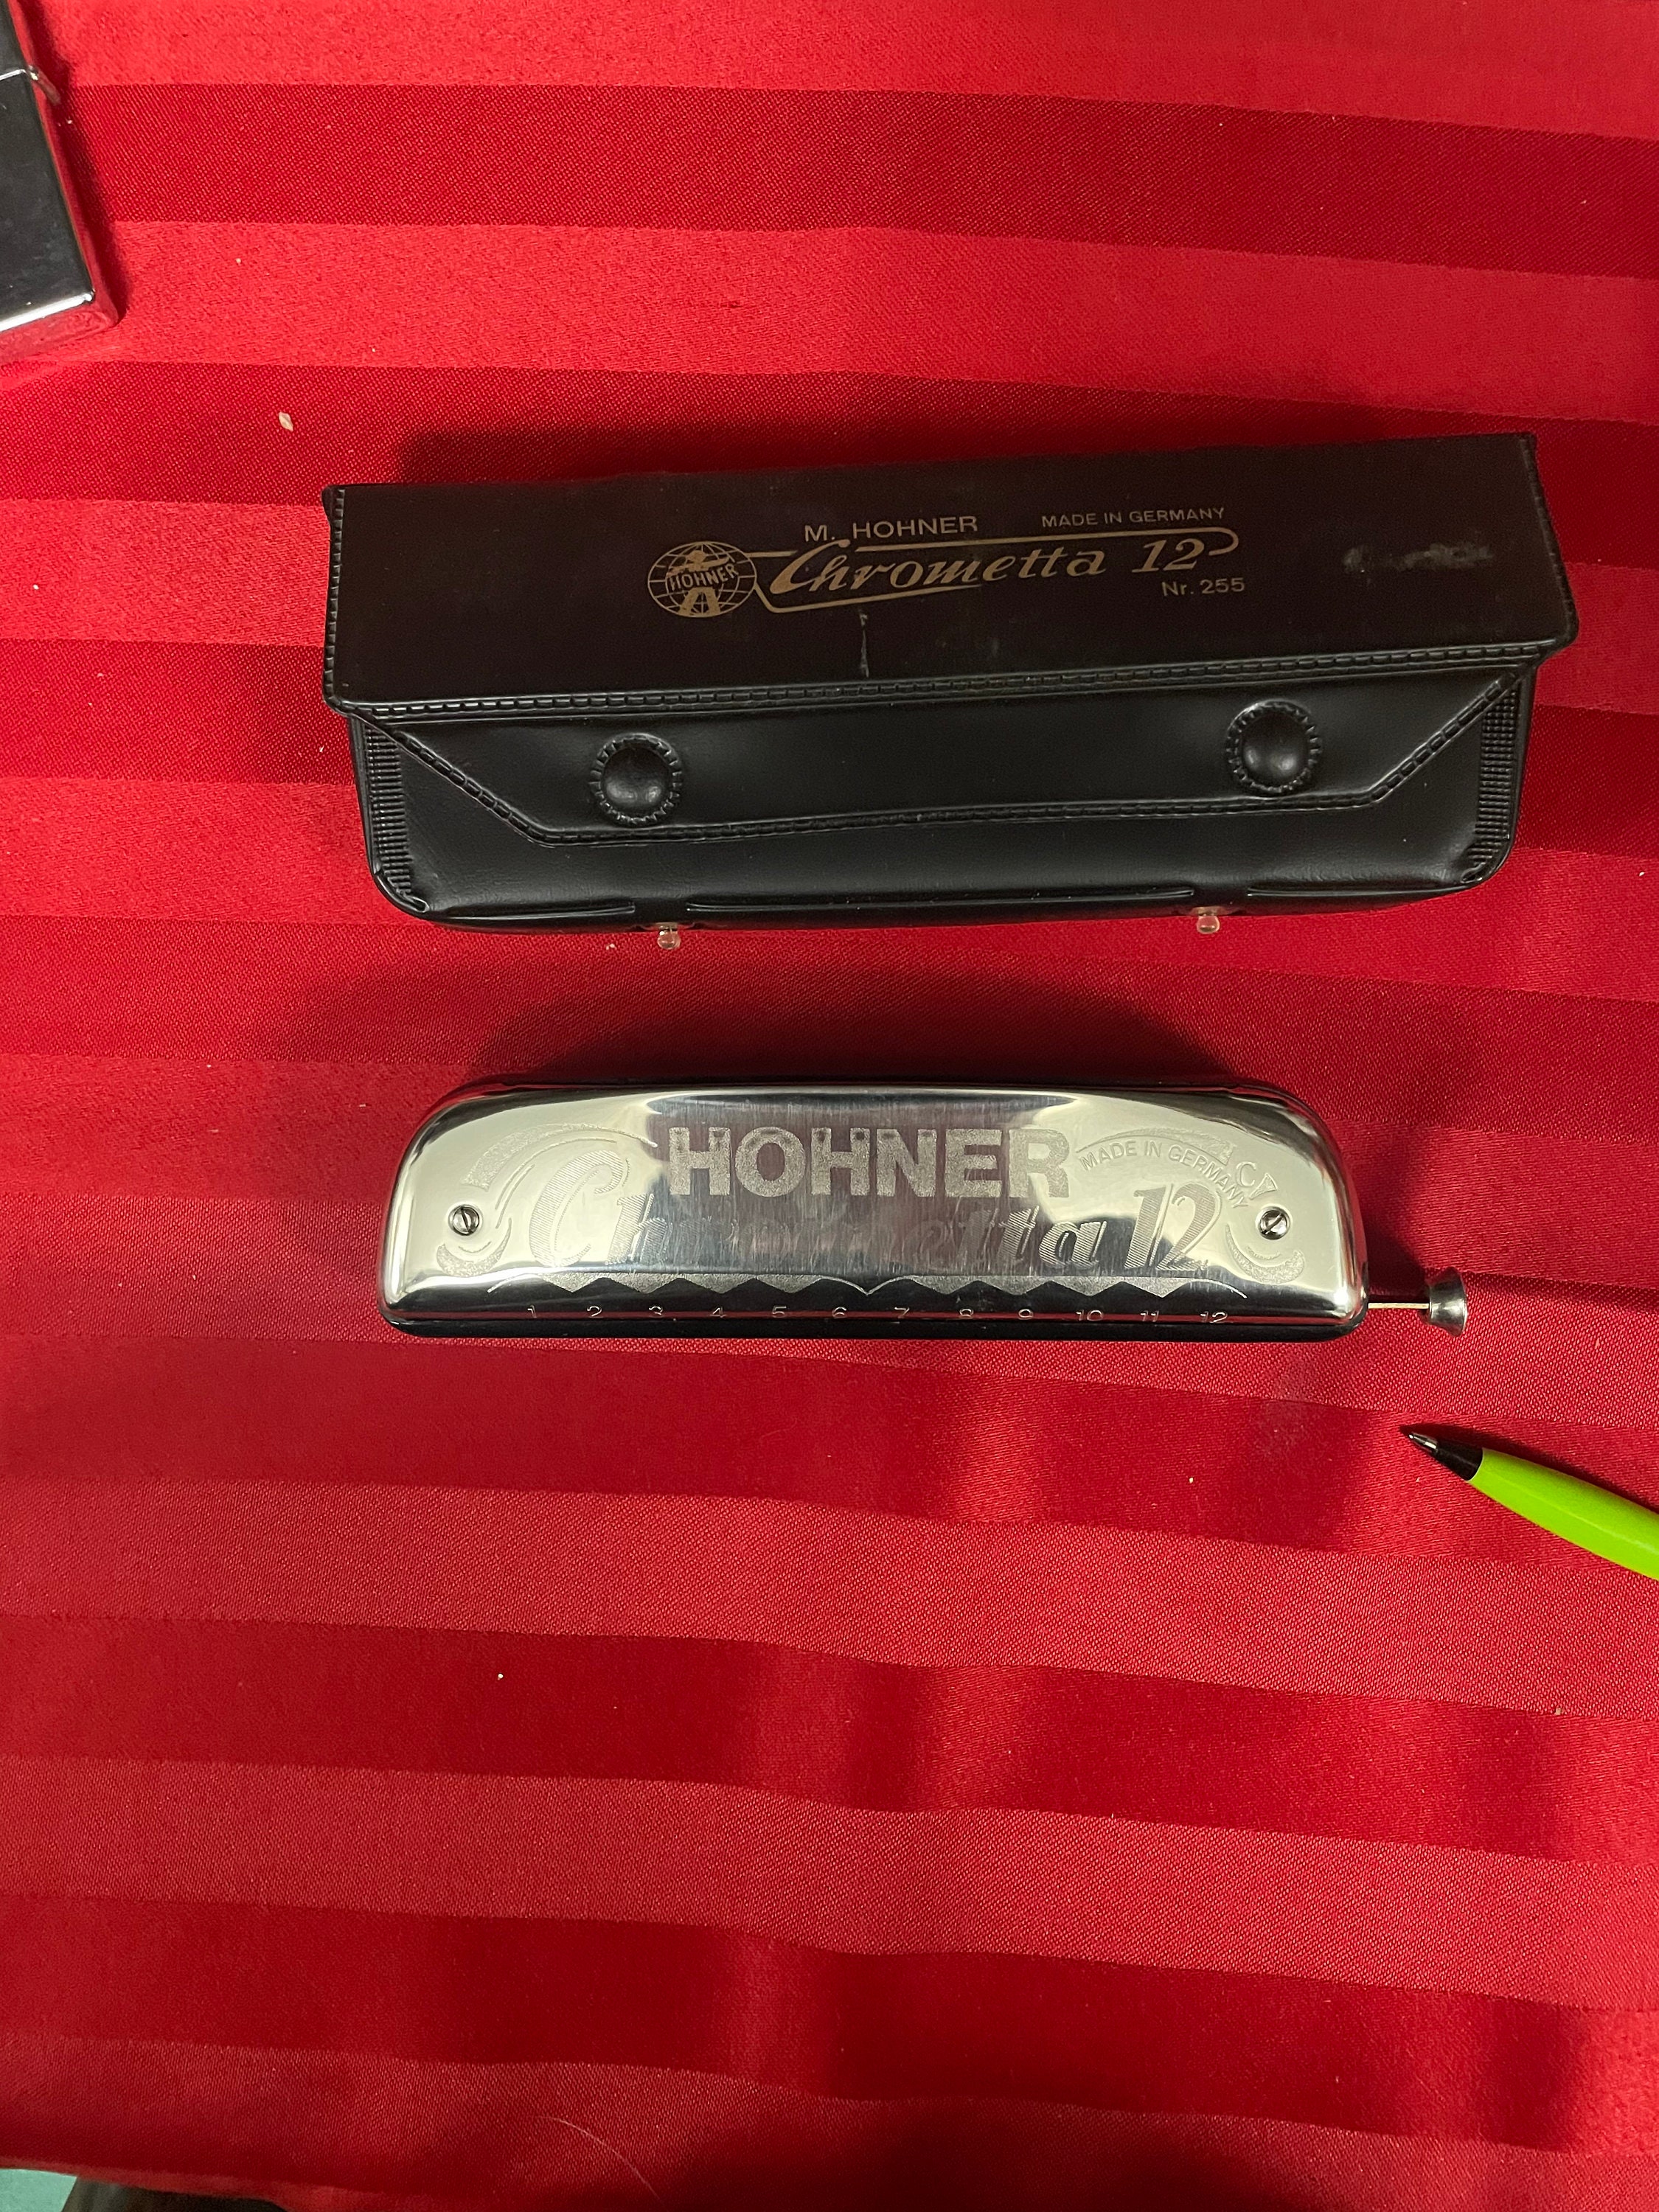 M. HOHNER MADE IN GERMANY
HOHNER
Chrometta 12
Nr. 255
HOHNER
MADE IN GERMANY
Chrometta 12
1 2 3 4 5 6 7 8 9 10 11 12